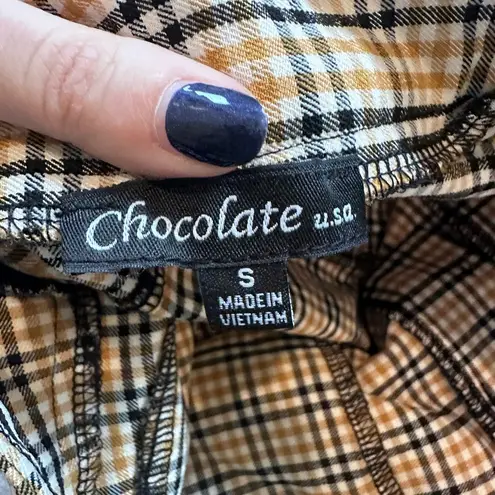 Chocolate u.s.a.
S
MADE IN
VIETNAM